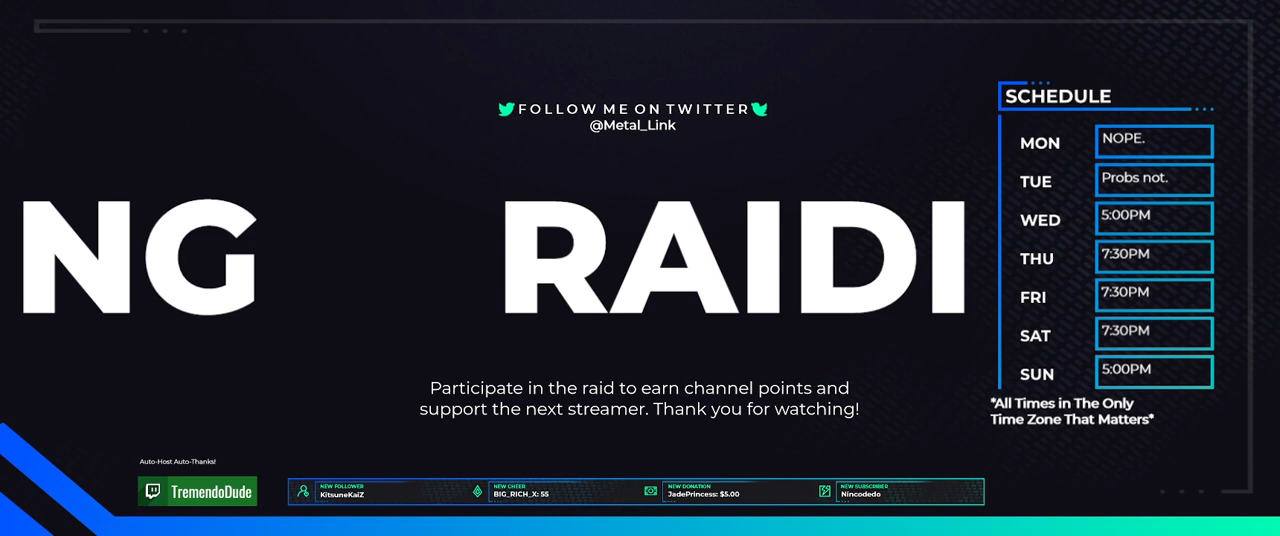 FOLLOW ME ON TWITTER
@Metal_Link
NG RAIDI
Participate in the raid to earn channel points and
support the next streamer. Thank you for watching!
SCHEDULE
MON NOPE.
TUE Probs not.
WED 5:00PM
THU 7:30PM
FRI 7:30PM
SAT 7:30PM
SUN 5:00PM
*All Times in The Only
Time Zone That Matters*
Auto-Host Auto-Thanks!
TremendoDude
NEW FOLLOWER
KitsuneKaiZ
NEW CHEER
BIG_RICH_X: 55
NEW DONATION
JadePrincess: $5.00
NEW SUBSCRIBER
Nincodedo